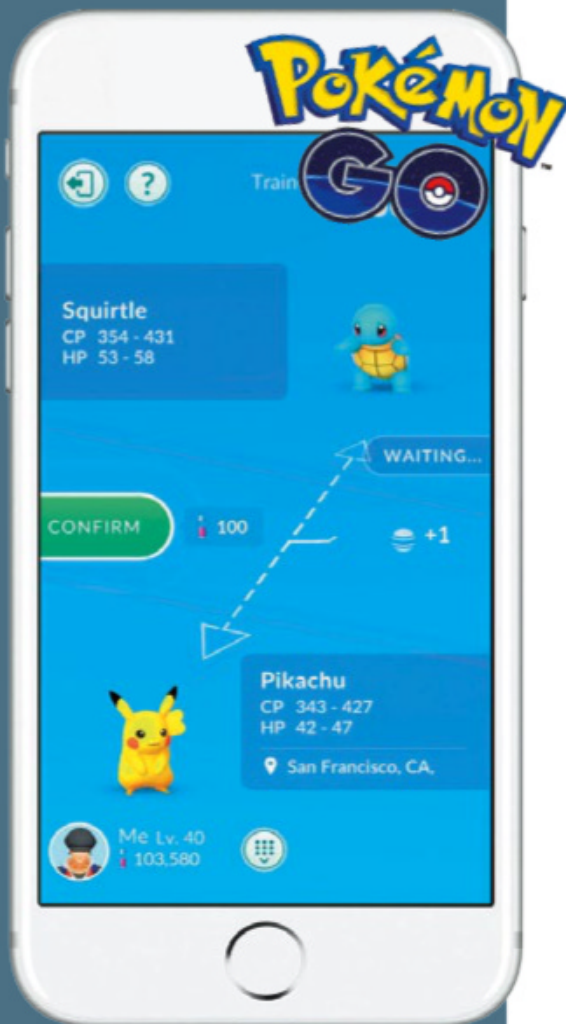 POKÉMON
GO
?
Train
Squirtle
CP 354 - 431
HP 53 - 58
WAITING...
CONFIRM
100
+1
Pikachu
CP 343 - 427
HP 42 - 47
San Francisco, CA,
Me Lv. 40
103,580